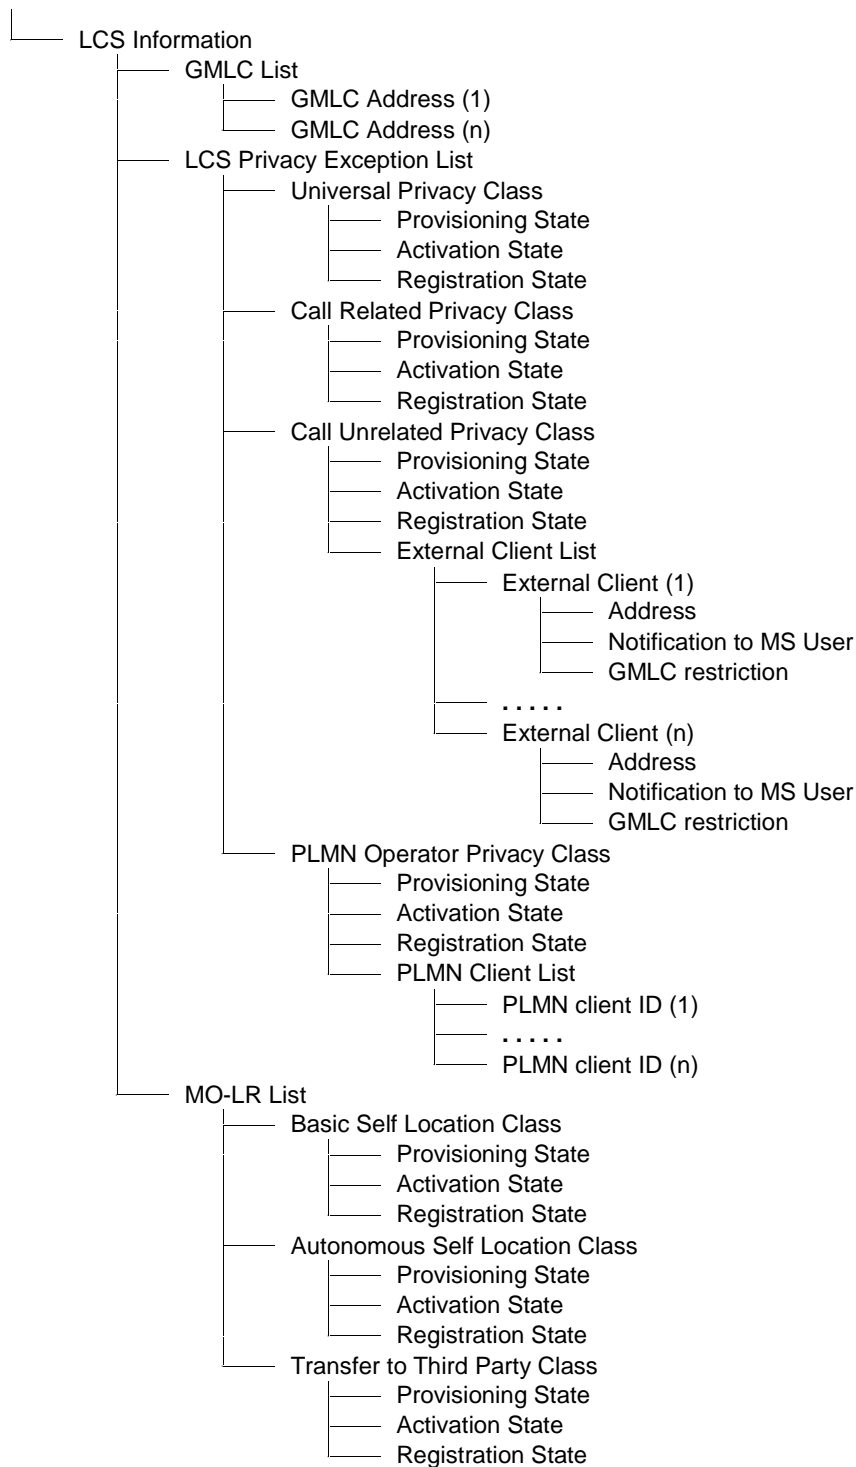 LCS Information
GMLC List
GMLC Address (1)
GMLC Address (n)
LCS Privacy Exception List
Universal Privacy Class
Provisioning State
Activation State
Registration State
Call Related Privacy Class
Provisioning State
Activation State
Registration State
Call Unrelated Privacy Class
Provisioning State
Activation State
Registration State
External Client List
External Client (1)
Address
Notification to MS User
GMLC restriction
. . . . .
External Client (n)
Address
Notification to MS User
GMLC restriction
PLMN Operator Privacy Class
Provisioning State
Activation State
Registration State
PLMN Client List
PLMN client ID (1)
. . . . .
PLMN client ID (n)
MO-LR List
Basic Self Location Class
Provisioning State
Activation State
Registration State
Autonomous Self Location Class
Provisioning State
Activation State
Registration State
Transfer to Third Party Class
Provisioning State
Activation State
Registration State